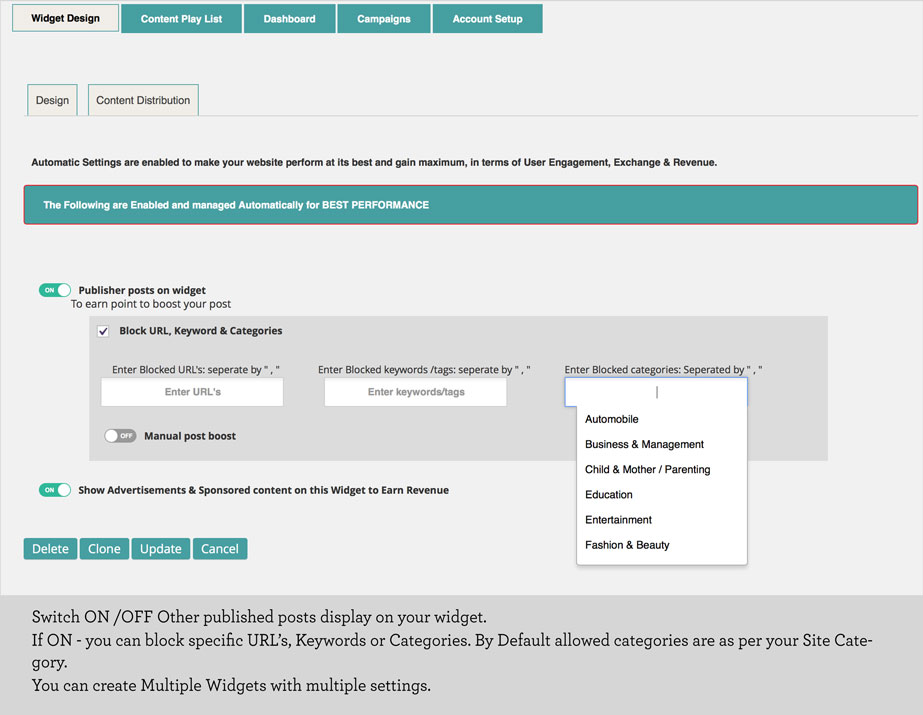 Widget Design
Content Play List
Dashboard
Campaigns
Account Setup
Design
Content Distribution
Automatic Settings are enabled to make your website perform at its best and gain maximum, in terms of User Engagement, Exchange & Revenue.
The Following are Enabled and managed Automatically for BEST PERFORMANCE
ON Publisher posts on widget
To earn point to boost your post
Block URL, Keyword & Categories
Enter Blocked URL's: seperate by " , "
Enter Blocked keywords /tags: seperate by " , "
Enter Blocked categories: Seperated by " , "
Enter URL's
Enter keywords/tags
Automobile
Business & Management
Child & Mother / Parenting
Education
Entertainment
Fashion & Beauty
OFF Manual post boost
ON Show Advertisements & Sponsored content on this Widget to Earn Revenue
Delete
Clone
Update
Cancel
Switch ON /OFF Other published posts display on your widget.
If ON - you can block specific URL’s, Keywords or Categories. By Default allowed categories are as per your Site Cate-
gory.
You can create Multiple Widgets with multiple settings.